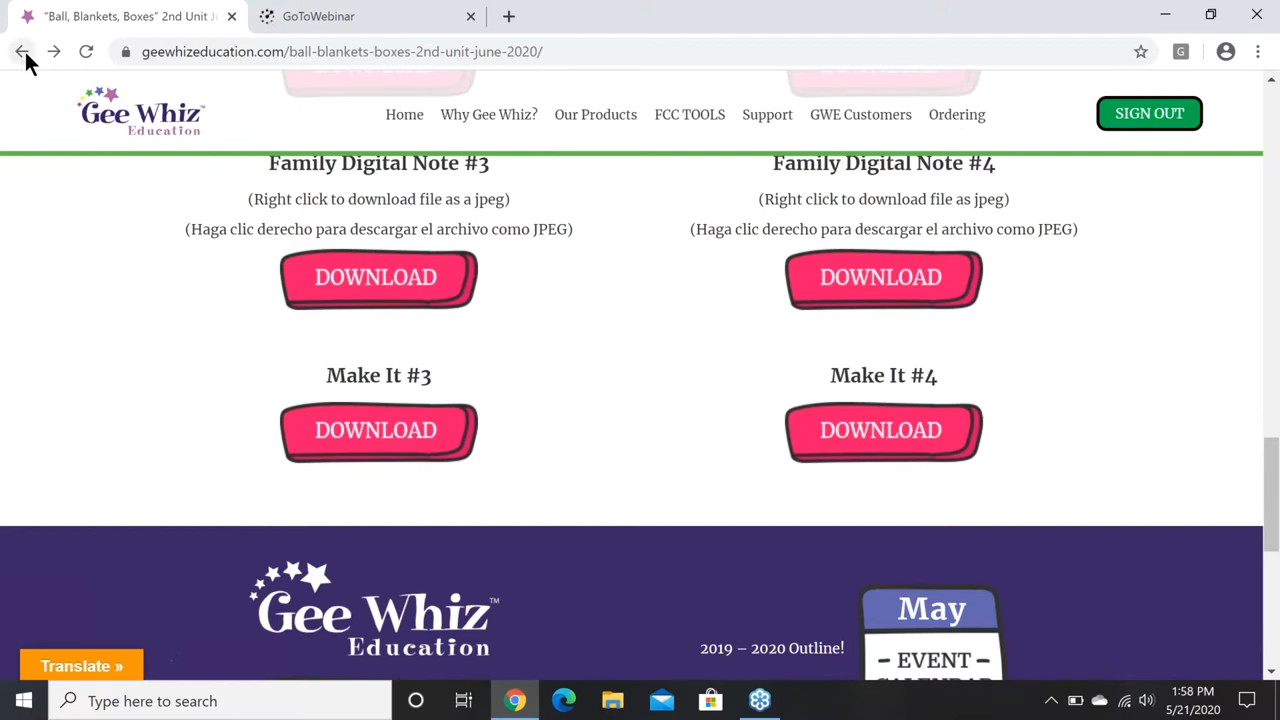 "Ball, Blankets, Boxes" 2nd Unit Ju
GoToWebinar
geewhizeducation.com/ball-blankets-boxes-2nd-unit-june-2020/
G
Gee Whiz™
Education
Home
Why Gee Whiz?
Our Products
FCC TOOLS
Support
GWE Customers
Ordering
SIGN OUT
Family Digital Note #3
(Right click to download file as a jpeg)
(Haga clic derecho para descargar el archivo como JPEG)
DOWNLOAD
Family Digital Note #4
(Right click to download file as jpeg)
(Haga clic derecho para descargar el archivo como JPEG)
DOWNLOAD
Make It #3
DOWNLOAD
Make It #4
DOWNLOAD
Gee Whiz™
Education
2019 – 2020 Outline!
May
– EVENT –
CALENDAR
Translate »
Type here to search
1:58 PM
5/21/2020